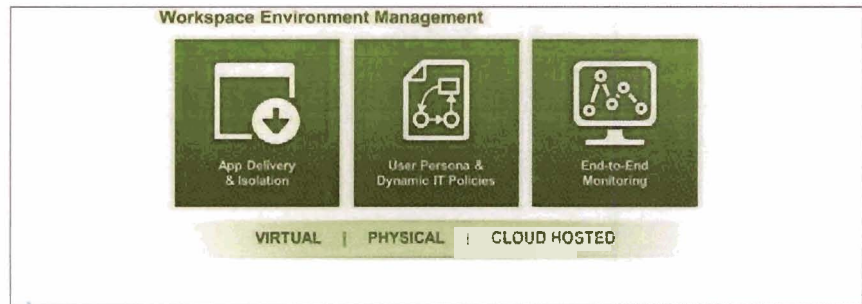 Workspace Environment Management
App Delivery
& Isolation
User Persona &
Dynamic IT Policies
End-to-End
Monitoring
VIRTUAL | PHYSICAL | CLOUD HOSTED